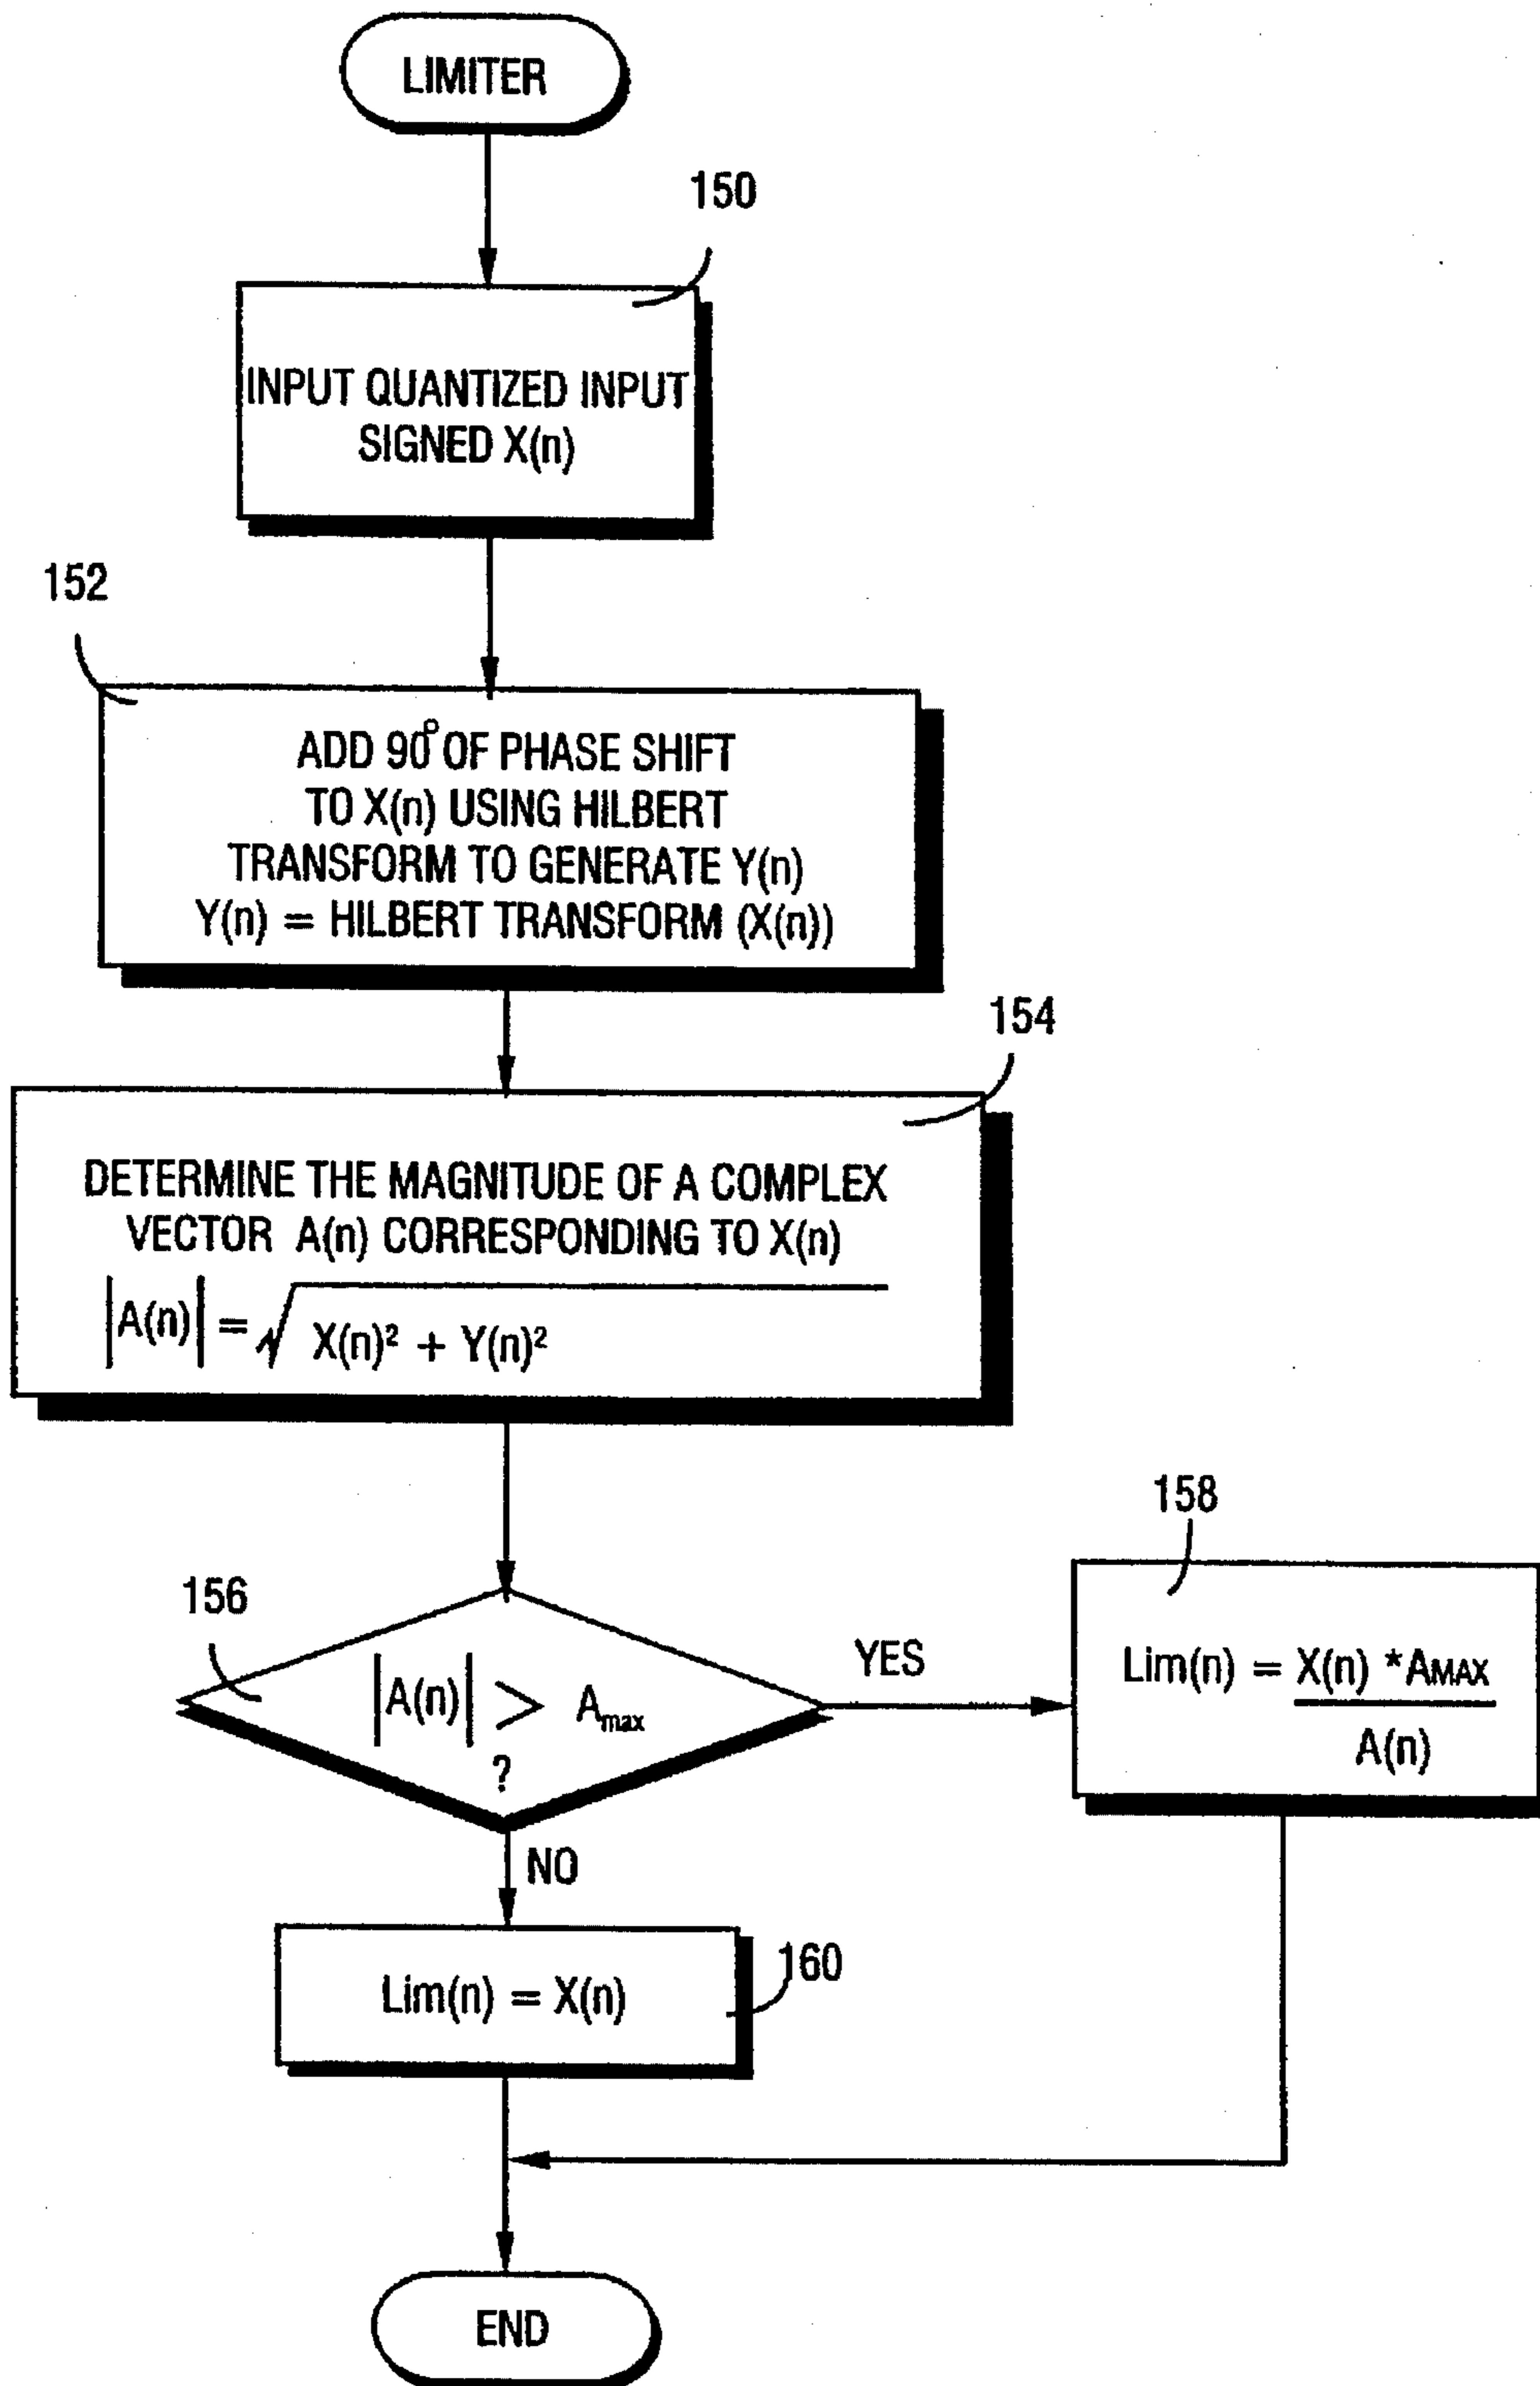 LIMITER
150
INPUT QUANTIZED INPUT
SIGNED X(n)
152
ADD 90° OF PHASE SHIFT
TO X(n) USING HILBERT
TRANSFORM TO GENERATE Y(n)
Y(n) = HILBERT TRANSFORM (X(n))
154
DETERMINE THE MAGNITUDE OF A COMPLEX
VECTOR A(n) CORRESPONDING TO X(n)
|A(n)| = √ X(n)² + Y(n)²
156
|A(n)| > Amax
?
YES
158
Lim(n) = X(n) *AMAX
A(n)
NO
160
Lim(n) = X(n)
END